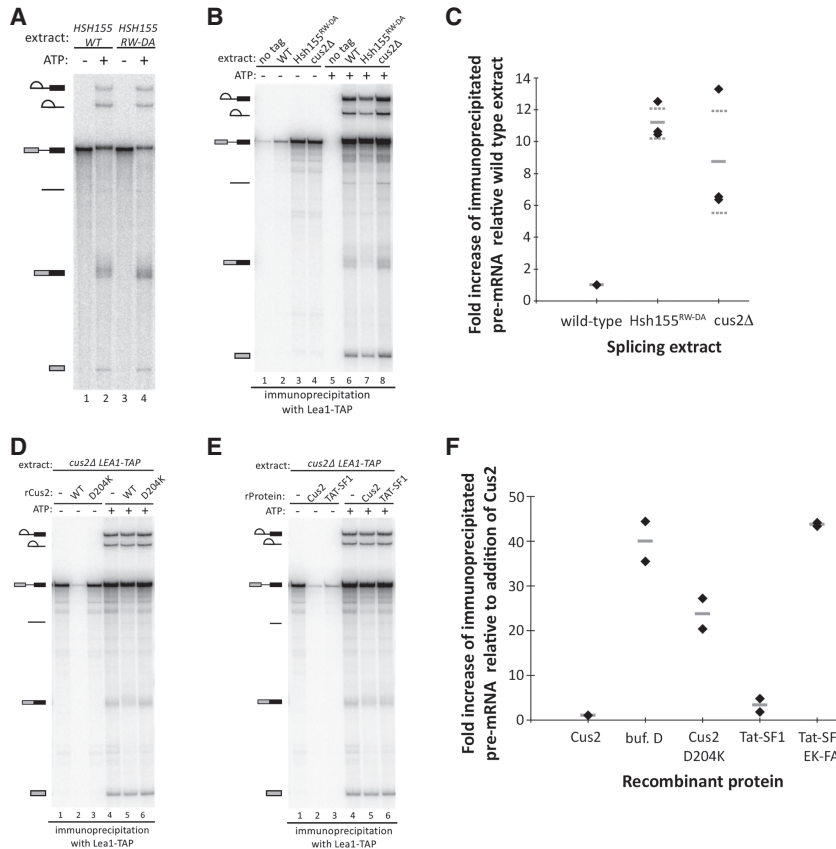 A
extract:
HSH155 WT
HSH155 RW-DA
ATP:
- + - +
1 2 3 4
B
extract:
no tag WT Hsh155RW-DA cus2Δ no tag WT Hsh155RW-DA cus2Δ
ATP:
- - - - + + + +
1 2 3 4 5 6 7 8
immunoprecipitation
with Lea1-TAP
C
Fold increase of immunoprecipitated
pre-mRNA relative wild type extract
14
12
10
8
6
4
2
0
wild-type Hsh155RW-DA cus2Δ
Splicing extract
D
extract:
cus2Δ LEA1-TAP
rCus2:
- WT D204K - WT D204K
ATP:
- - - + + +
1 2 3 4 5 6
immunoprecipitation
with Lea1-TAP
E
extract:
cus2Δ LEA1-TAP
rProtein:
- Cus2 TAT-SF1 - Cus2 TAT-SF1
ATP:
- - - + + +
1 2 3 4 5 6
immunoprecipitation
with Lea1-TAP
F
Fold increase of immunoprecipitated
pre-mRNA relative to addition of Cus2
50
40
30
20
10
0
Cus2 buf. D Cus2 Tat-SF1 Tat-SF
D204K EK-FA
Recombinant protein